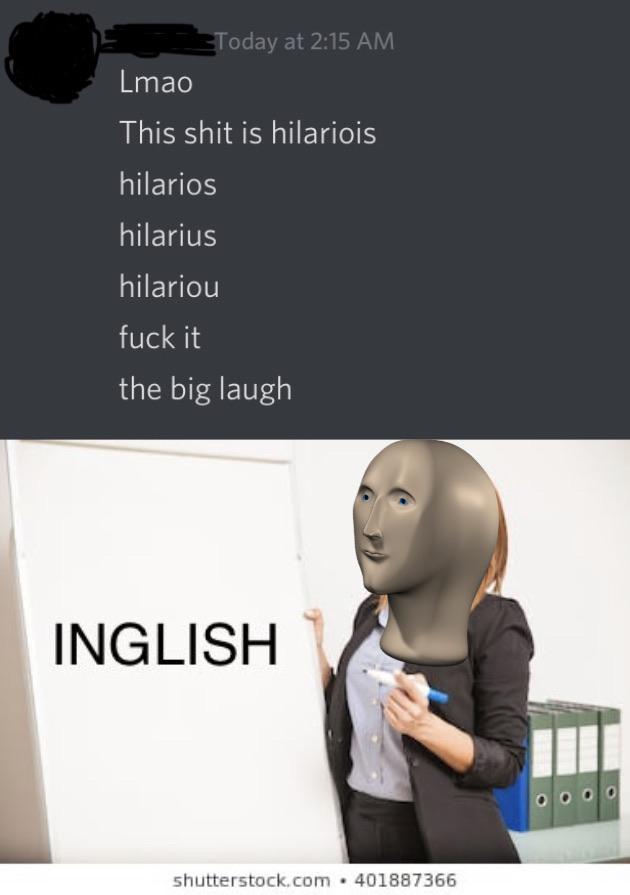 Today at 2:15 AM
Lmao
This shit is hilariois
hilarios
hilarius
hilariou
fuck it
the big laugh
INGLISH
shutterstock.com • 401887366